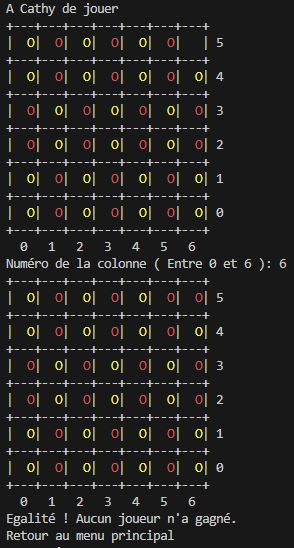 A Cathy de jouer
+---+---+---+---+---+---+---+
|  O|  O|  O|  O|  O|  O|   | 5
+---+---+---+---+---+---+---+
|  O|  O|  O|  O|  O|  O|  O| 4
+---+---+---+---+---+---+---+
|  O|  O|  O|  O|  O|  O|  O| 3
+---+---+---+---+---+---+---+
|  O|  O|  O|  O|  O|  O|  O| 2
+---+---+---+---+---+---+---+
|  O|  O|  O|  O|  O|  O|  O| 1
+---+---+---+---+---+---+---+
|  O|  O|  O|  O|  O|  O|  O| 0
+---+---+---+---+---+---+---+
  0   1   2   3   4   5   6
Numéro de la colonne ( Entre 0 et 6 ): 6
+---+---+---+---+---+---+---+
|  O|  O|  O|  O|  O|  O|  O| 5
+---+---+---+---+---+---+---+
|  O|  O|  O|  O|  O|  O|  O| 4
+---+---+---+---+---+---+---+
|  O|  O|  O|  O|  O|  O|  O| 3
+---+---+---+---+---+---+---+
|  O|  O|  O|  O|  O|  O|  O| 2
+---+---+---+---+---+---+---+
|  O|  O|  O|  O|  O|  O|  O| 1
+---+---+---+---+---+---+---+
|  O|  O|  O|  O|  O|  O|  O| 0
+---+---+---+---+---+---+---+
  0   1   2   3   4   5   6
Egalité ! Aucun joueur n'a gagné.
Retour au menu principal